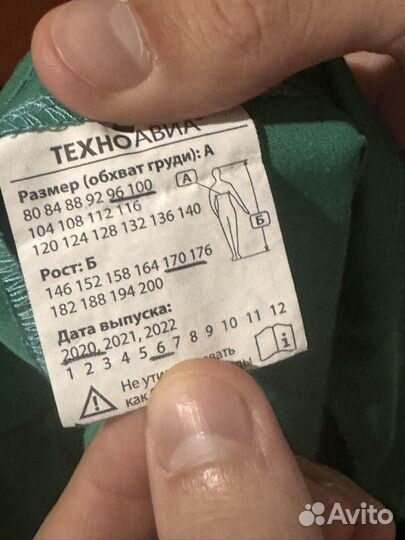 ТЕХНОАВИА
Размер (обхват груди): А
80 84 88 92 96 100
104 108 112 116
120 124 128 132 136 140
А
Б
Рост: Б
146 152 158 164 170 176
182 188 194 200
Дата выпуска:
2020, 2021, 2022
1 2 3 4 5 6 7 8 9 10 11 12
Не
как
i
Avito